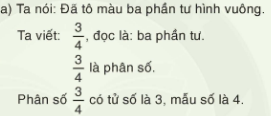 a) Ta nói: Đã tô màu ba phần tư hình vuông.
Ta viết: 3/4, đọc là: ba phần tư.
3/4 là phân số.
Phân số 3/4 có tử số là 3, mẫu số là 4.